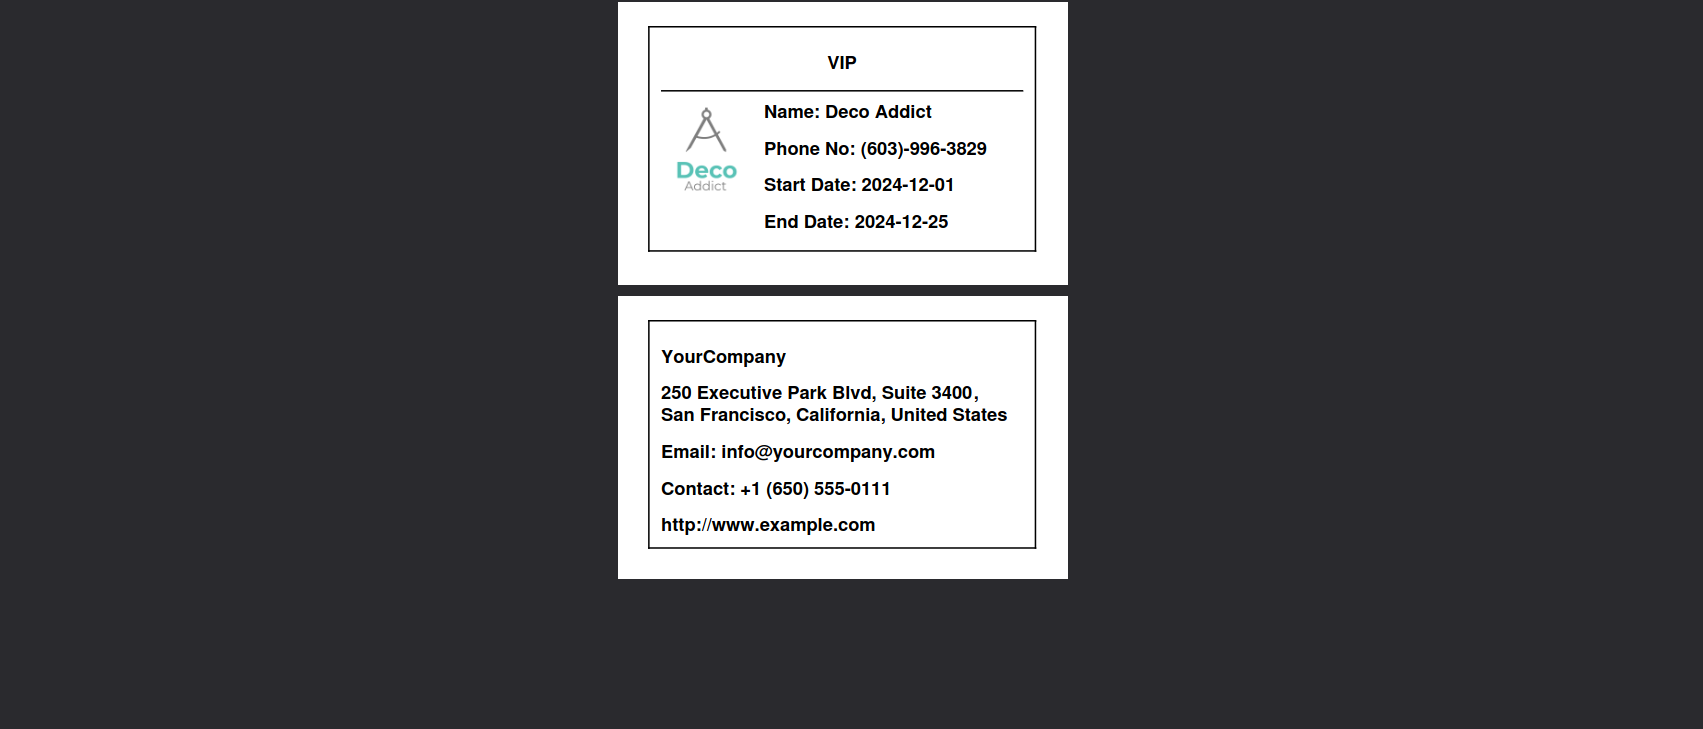 VIP
Deco
Addict
Name: Deco Addict
Phone No: (603)-996-3829
Start Date: 2024-12-01
End Date: 2024-12-25
YourCompany
250 Executive Park Blvd, Suite 3400,
San Francisco, California, United States
Email: info@yourcompany.com
Contact: +1 (650) 555-0111
http://www.example.com